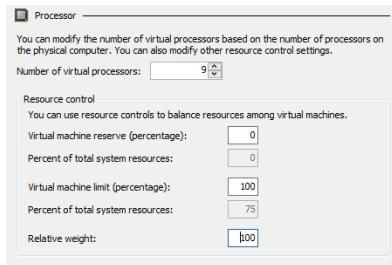 Processor
You can modify the number of virtual processors based on the number of processors on
the physical computer. You can also modify other resource control settings.
Number of virtual processors: 9
Resource control
You can use resource controls to balance resources among virtual machines.
Virtual machine reserve (percentage): 0
Percent of total system resources: 0
Virtual machine limit (percentage): 100
Percent of total system resources: 75
Relative weight: 100